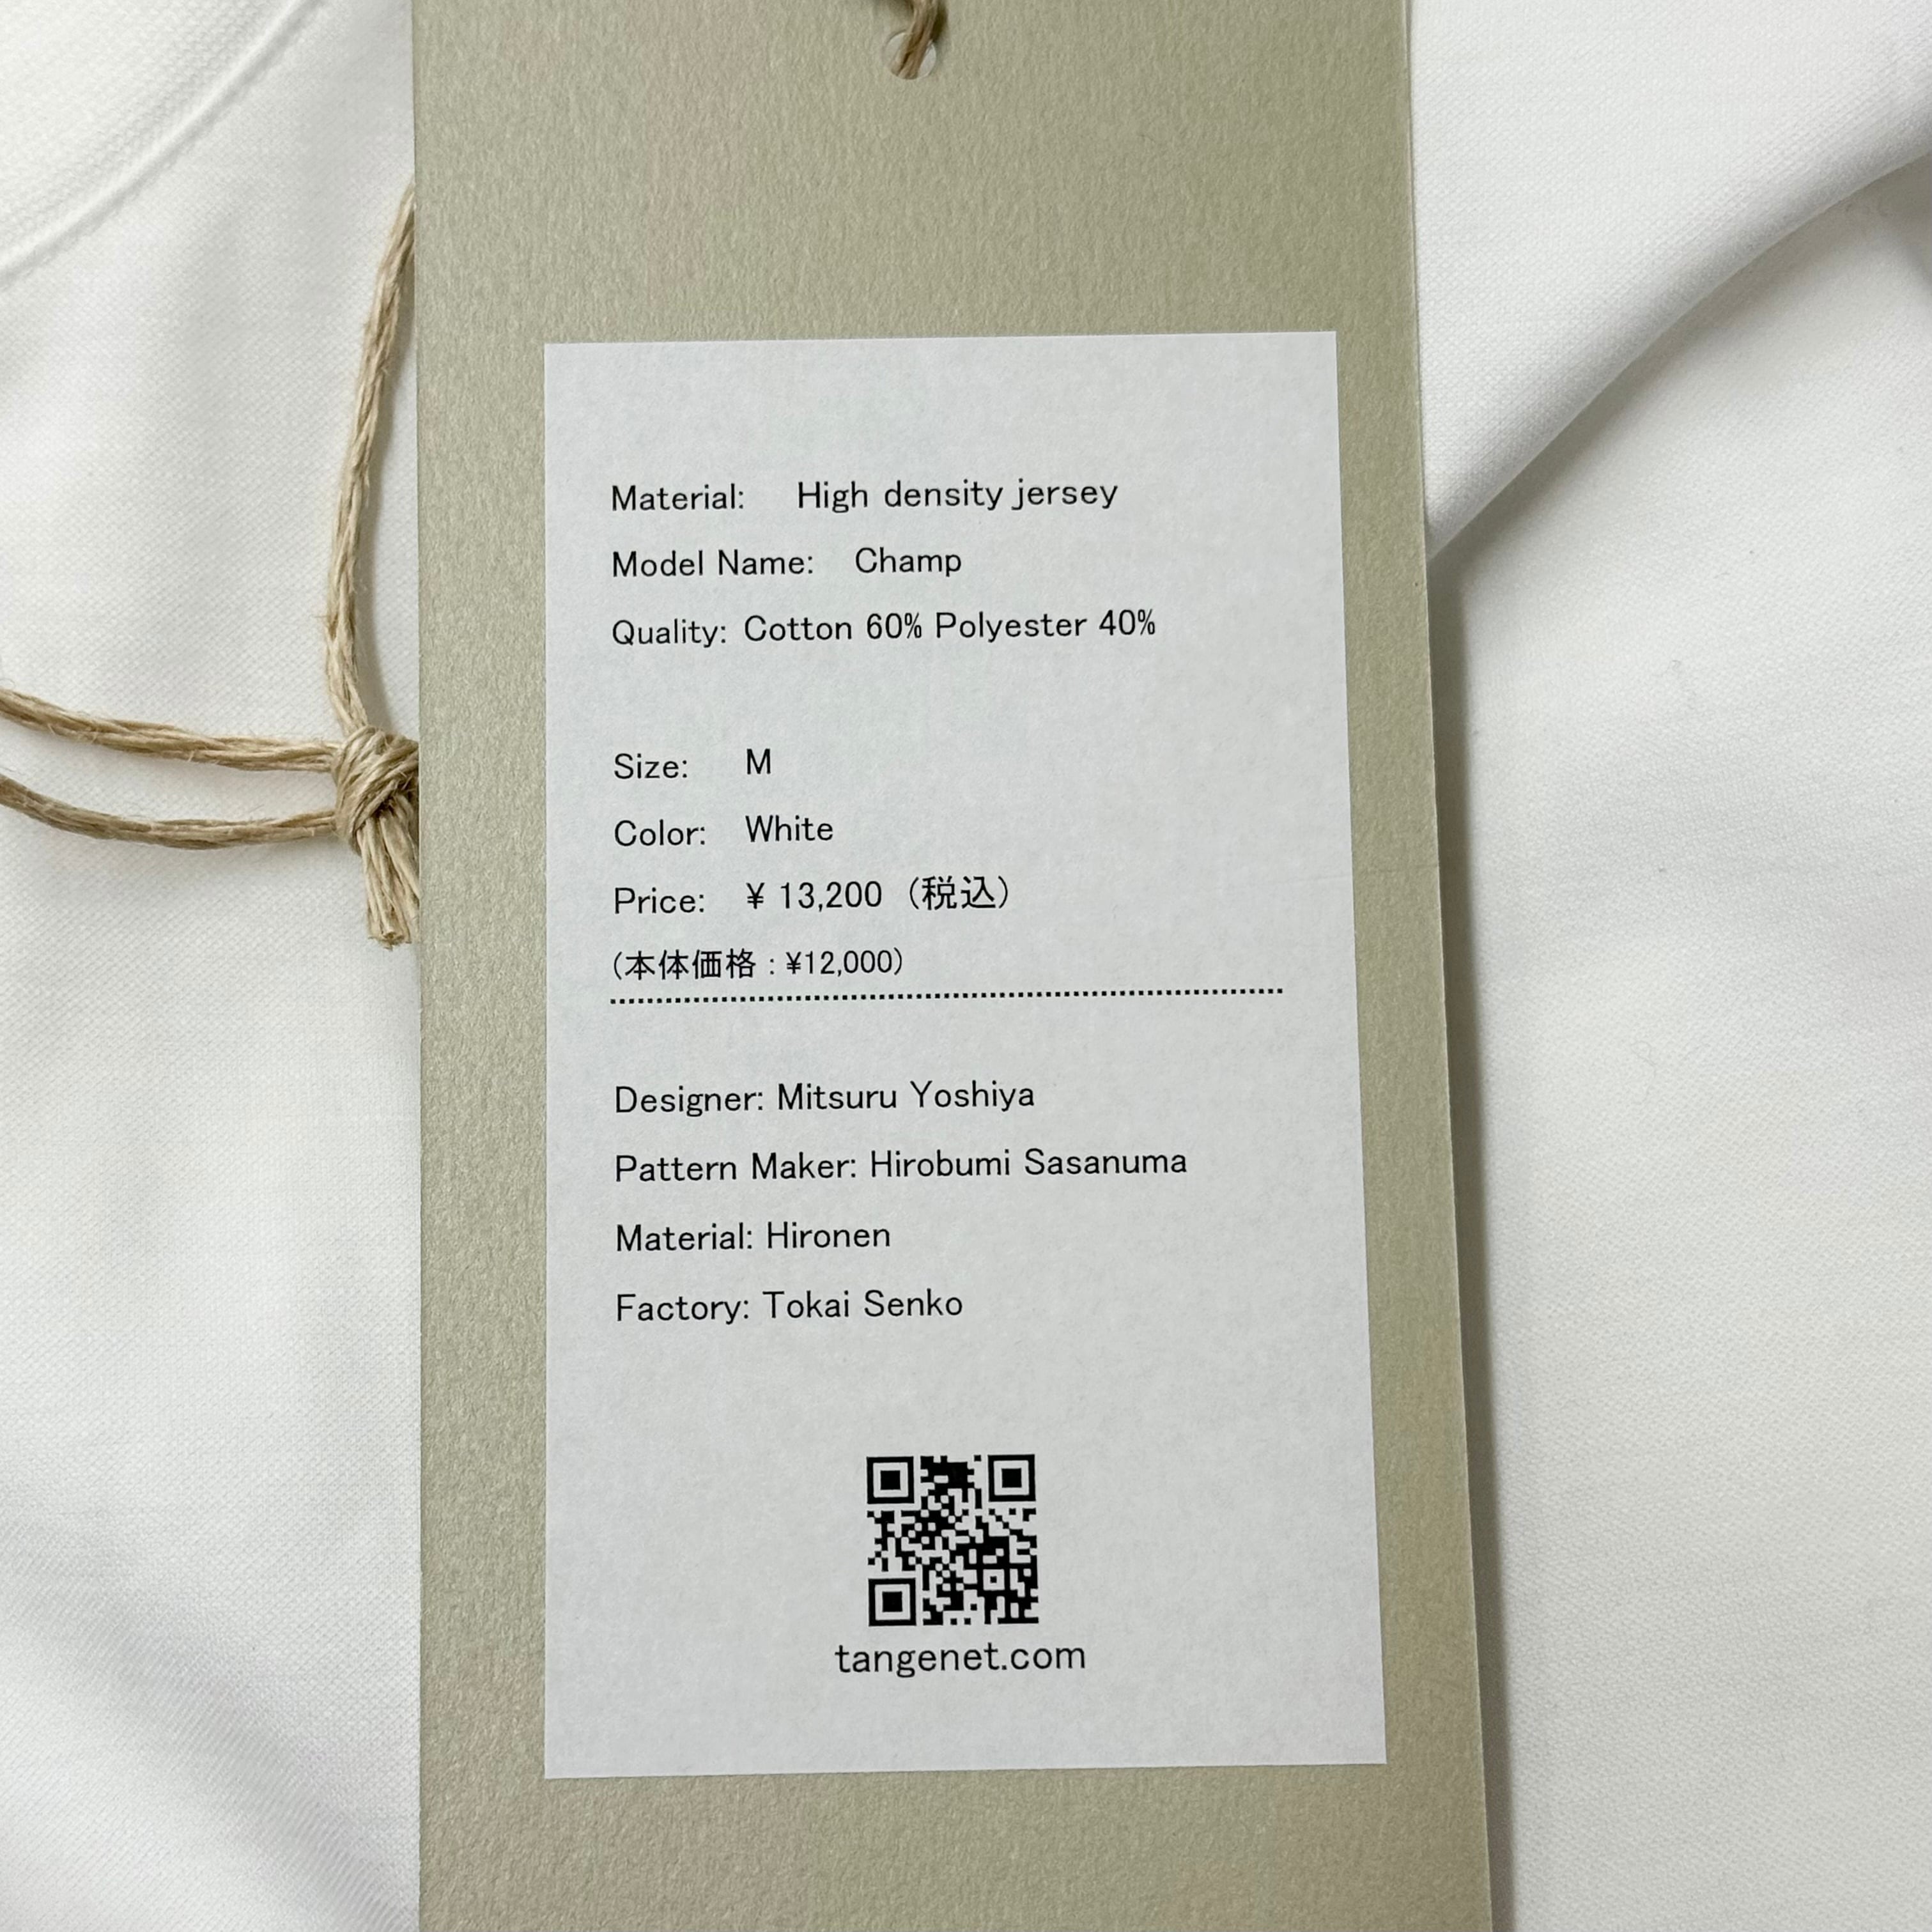 Material: High density jersey
Model Name: Champ
Quality: Cotton 60% Polyester 40%
Size: M
Color: White
Price: ¥ 13,200（税込）
(本体価格 : ¥12,000)
Designer: Mitsuru Yoshiya
Pattern Maker: Hirobumi Sasanuma
Material: Hironen
Factory: Tokai Senko
tangenet.com